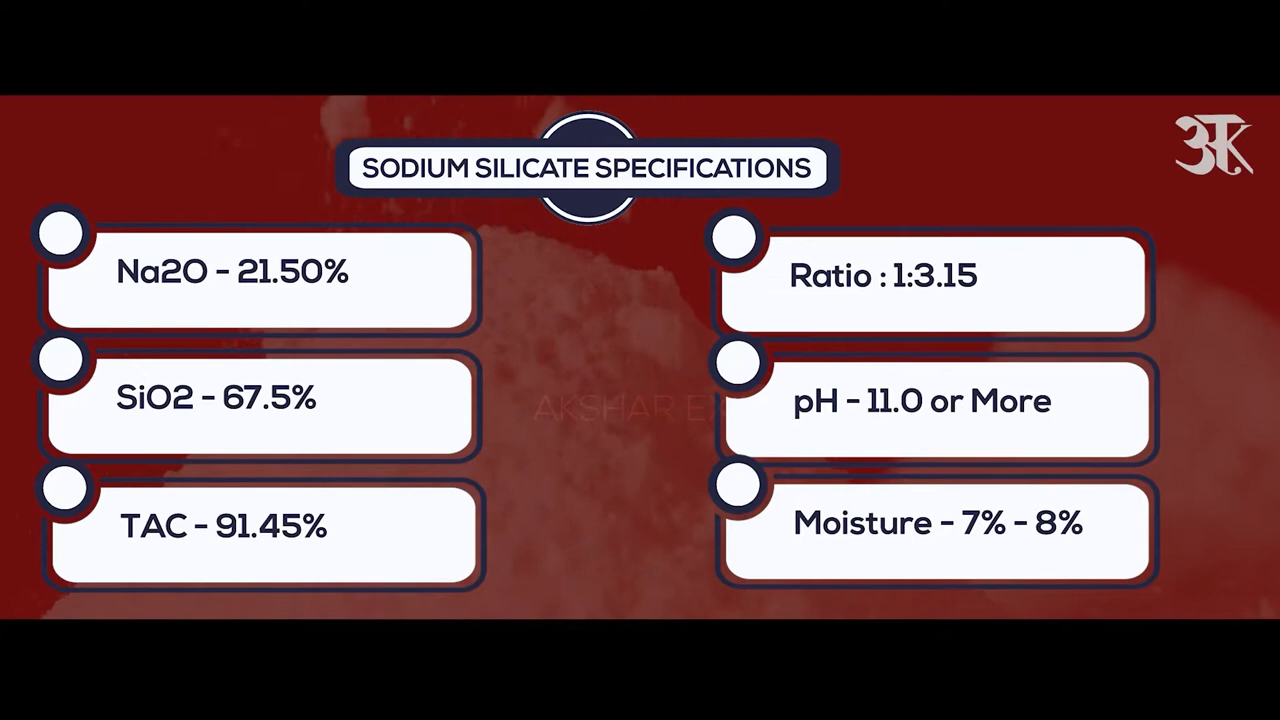 SODIUM SILICATE SPECIFICATIONS
Na2O - 21.50%
SiO2 - 67.5%
TAC - 91.45%
Ratio : 1:3.15
pH - 11.0 or More
Moisture - 7% - 8%
AKSHAR